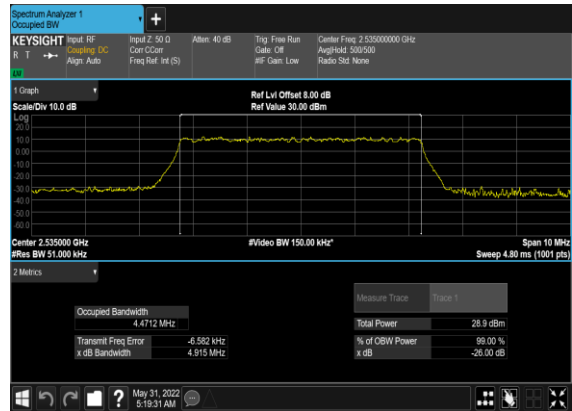 Spectrum Analyzer 1
Occupied BW
+
KEYSIGHT Input: RF Input Z: 50 Ω Atten: 40 dB Trig: Free Run Center Freq: 2.535000000 GHz
R T Coupling: DC Corr CCorr Gate: Off Avg|Hold: 500/500
Align: Auto Freq Ref: Int (S) #IF Gain: Low Radio Std: None
LW
1 Graph
Ref Lvl Offset 8.00 dB
Scale/Div 10.0 dB Ref Value 30.00 dBm
Log
20.0
10.0
0.00
-10.0
-20.0
-30.0
-40.0
-50.0
-60.0
Center 2.535000 GHz #Video BW 150.00 kHz* Span 10 MHz
#Res BW 51.000 kHz Sweep 4.80 ms (1001 pts)
2 Metrics
Measure Trace Trace 1
Occupied Bandwidth
4.4712 MHz Total Power 28.9 dBm
Transmit Freq Error -6.582 kHz % of OBW Power 99.00 %
x dB Bandwidth 4.915 MHz x dB -26.00 dB
? May 31, 2022
5:19:31 AM